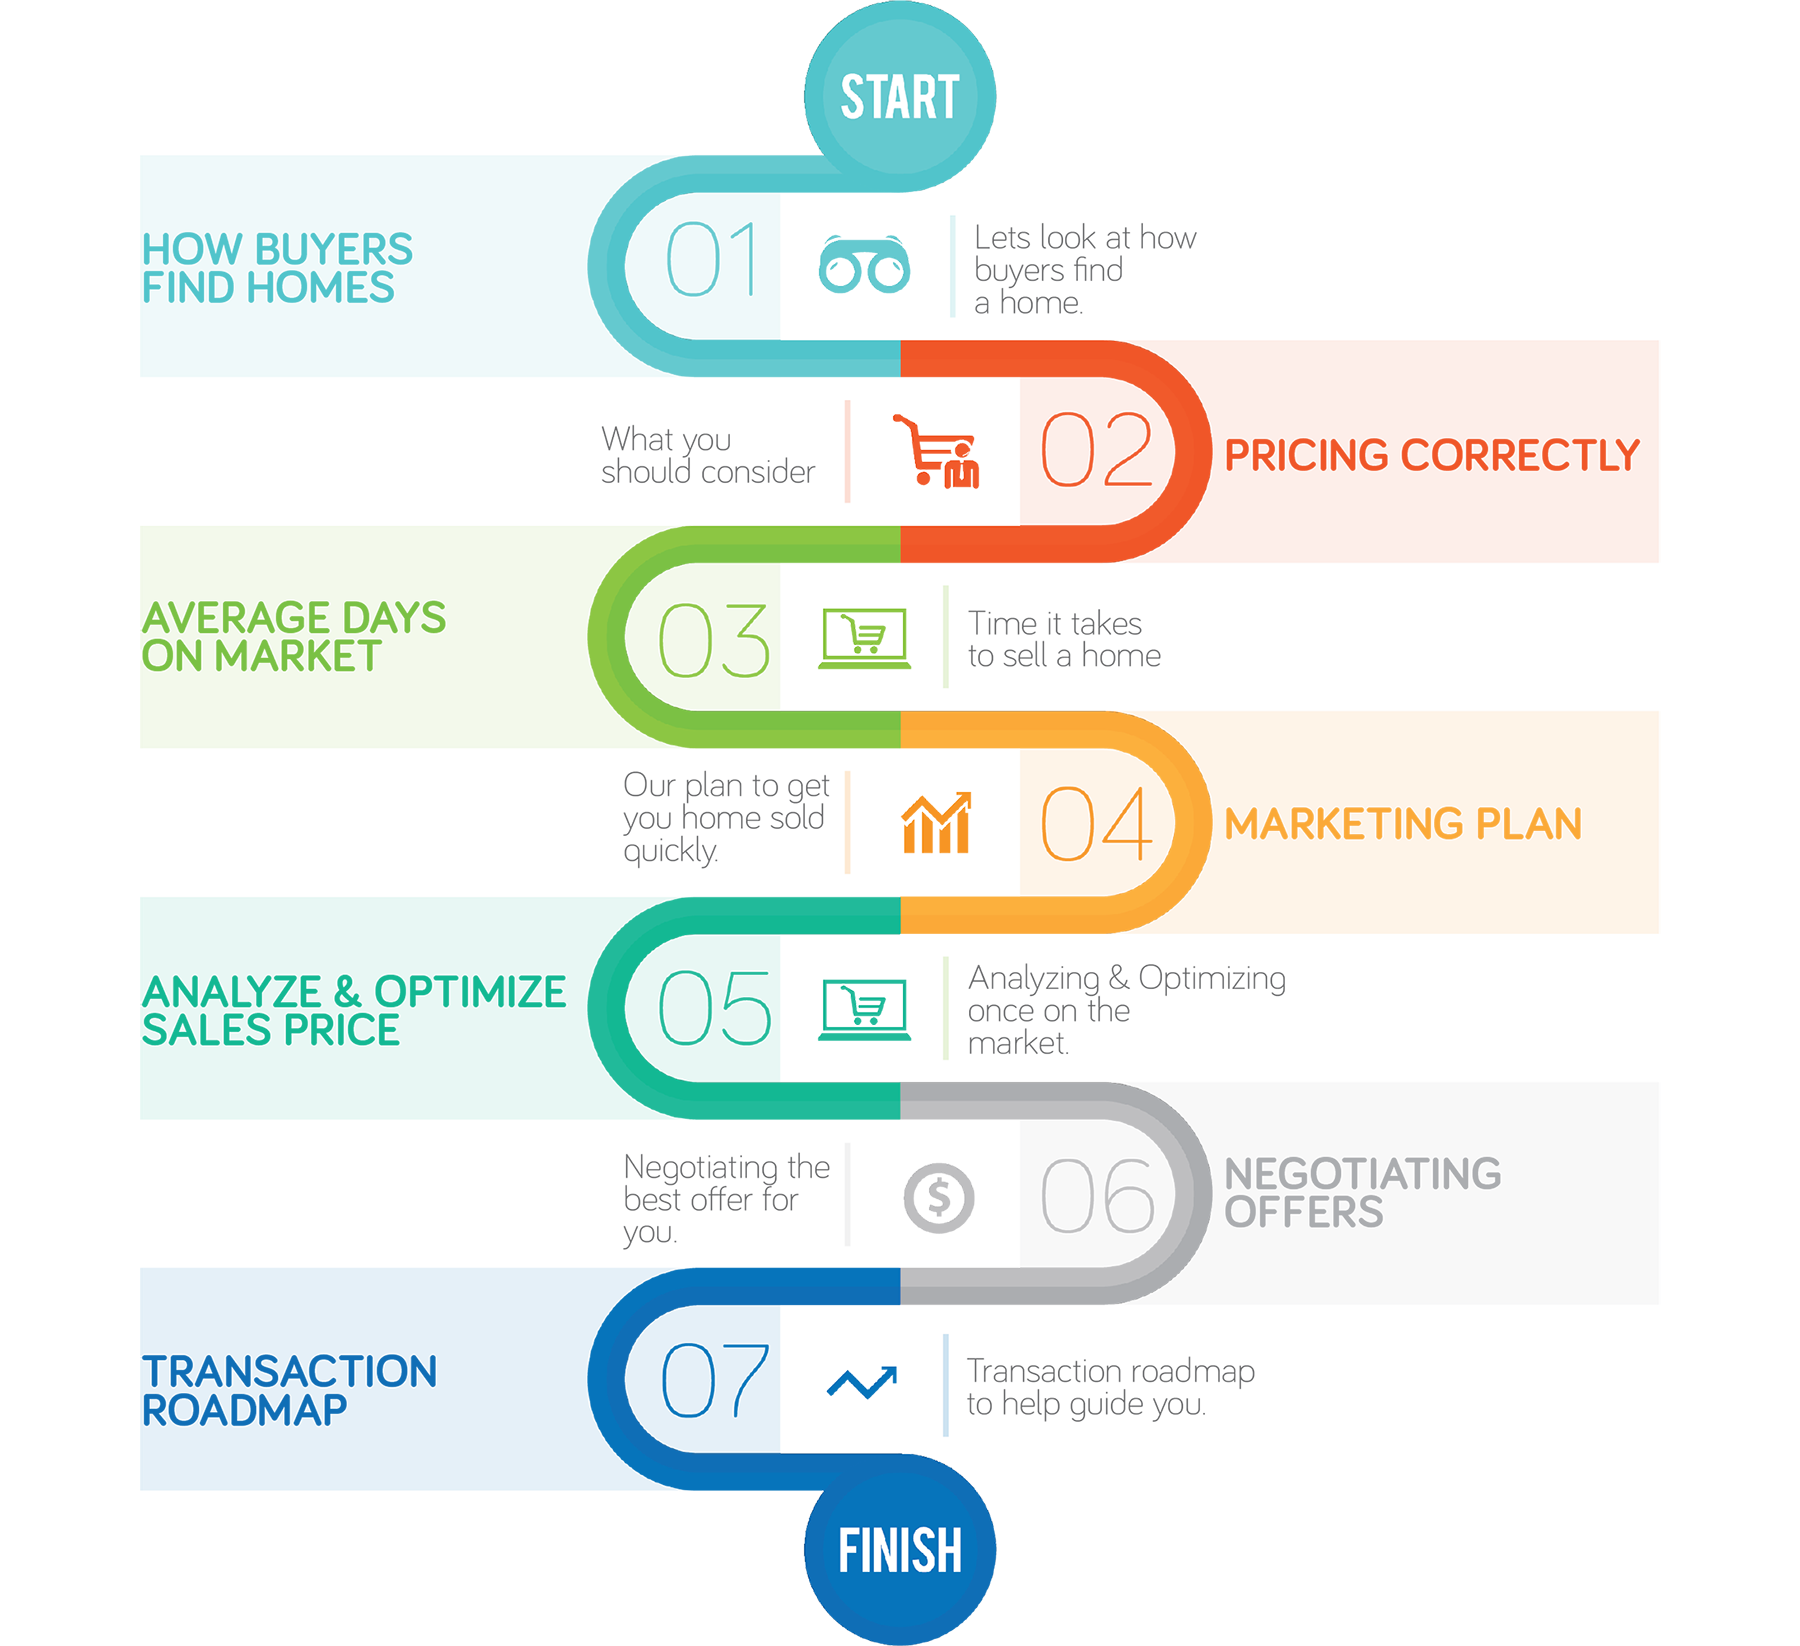 START
HOW BUYERS
FIND HOMES
01
Lets look at how
buyers find
a home.
What you
should consider
02
PRICING CORRECTLY
AVERAGE DAYS
ON MARKET
03
Time it takes
to sell a home
Our plan to get
you home sold
quickly.
04
MARKETING PLAN
ANALYZE & OPTIMIZE
SALES PRICE
05
Analyzing & Optimizing
once on the
market.
Negotiating the
best offer for
you.
$
06
NEGOTIATING
OFFERS
TRANSACTION
ROADMAP
07
Transaction roadmap
to help guide you.
FINISH